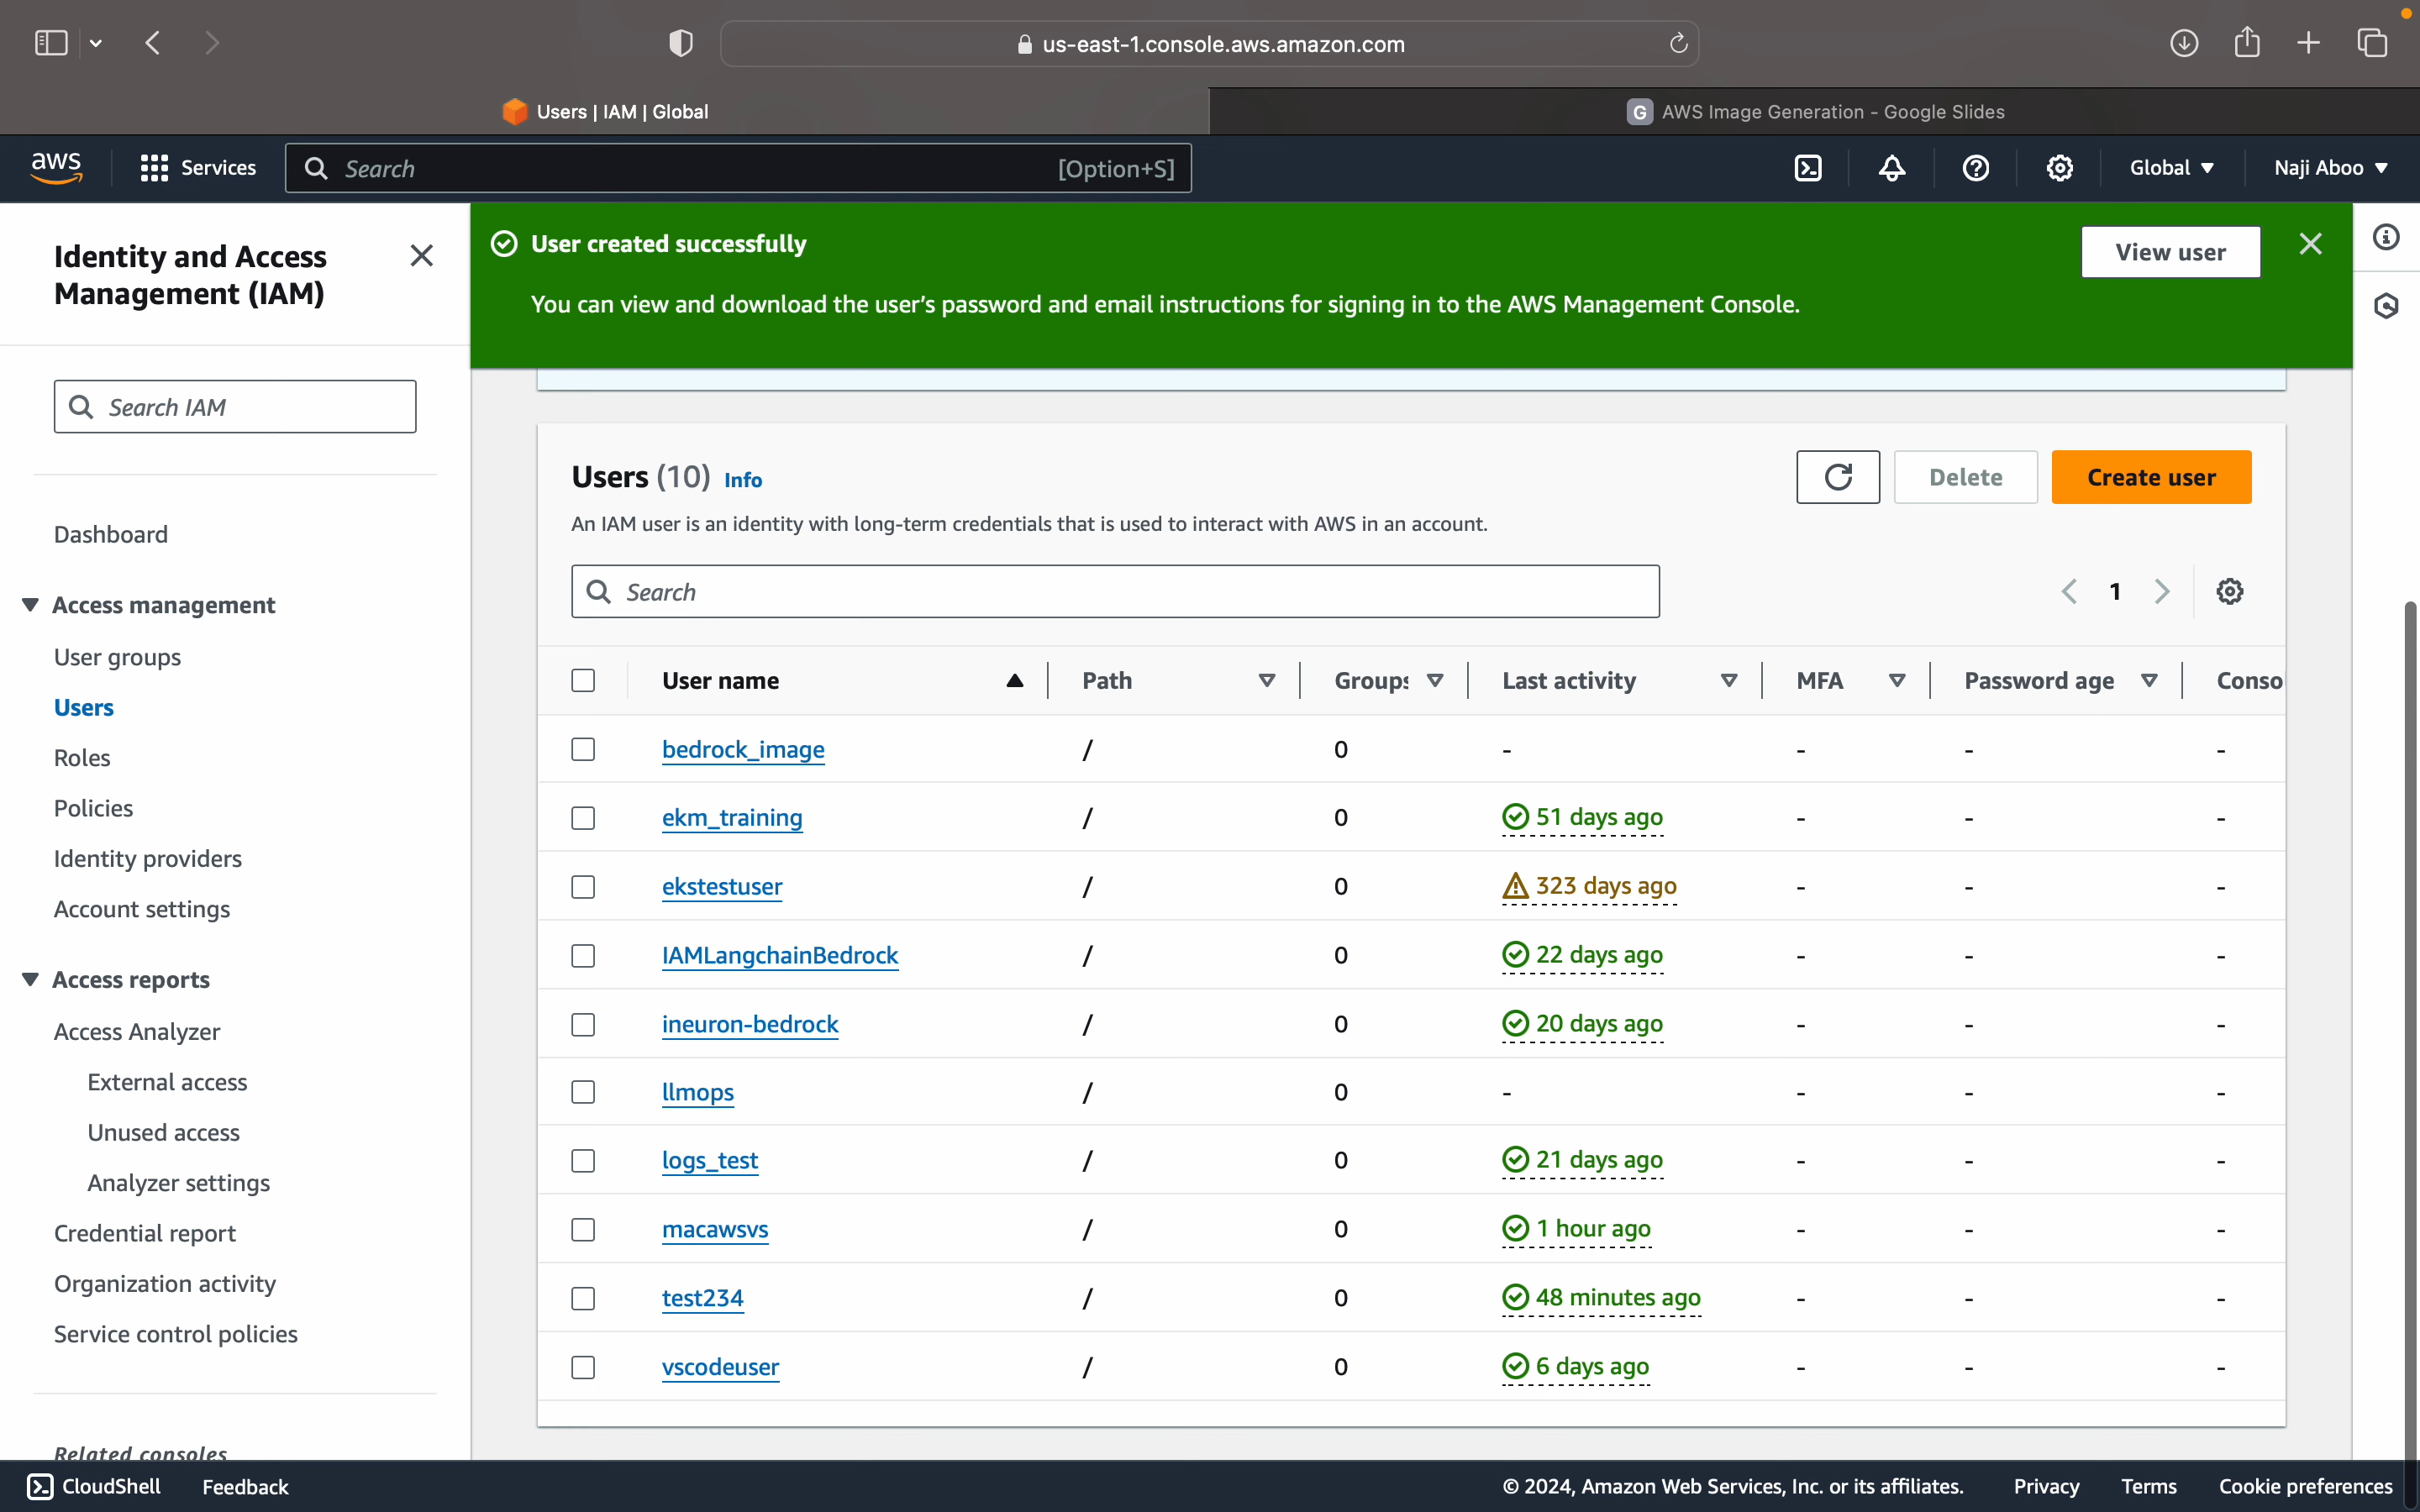 us-east-1.console.aws.amazon.com
Users | IAM | Global
G AWS Image Generation - Google Slides
aws Services Search [Option+S] Global Naji Aboo
Identity and Access
Management (IAM)
Search IAM
Dashboard
Access management
User groups
Users
Roles
Policies
Identity providers
Account settings
Access reports
Access Analyzer
External access
Unused access
Analyzer settings
Credential report
Organization activity
Service control policies
Related consoles
User created successfully
View user
You can view and download the user's password and email instructions for signing in to the AWS Management Console.
Users (10) Info
Delete
Create user
An IAM user is an identity with long-term credentials that is used to interact with AWS in an account.
Search
1
User name Path Groups Last activity MFA Password age Conso
bedrock_image / 0 - - - -
ekm_training / 0 51 days ago - - -
ekstestuser / 0 323 days ago - - -
IAMLangchainBedrock / 0 22 days ago - - -
ineuron-bedrock / 0 20 days ago - - -
llmops / 0 - - - -
logs_test / 0 21 days ago - - -
macawsvs / 0 1 hour ago - - -
test234 / 0 48 minutes ago - - -
vscodeuser / 0 6 days ago - - -
CloudShell Feedback © 2024, Amazon Web Services, Inc. or its affiliates. Privacy Terms Cookie preferences